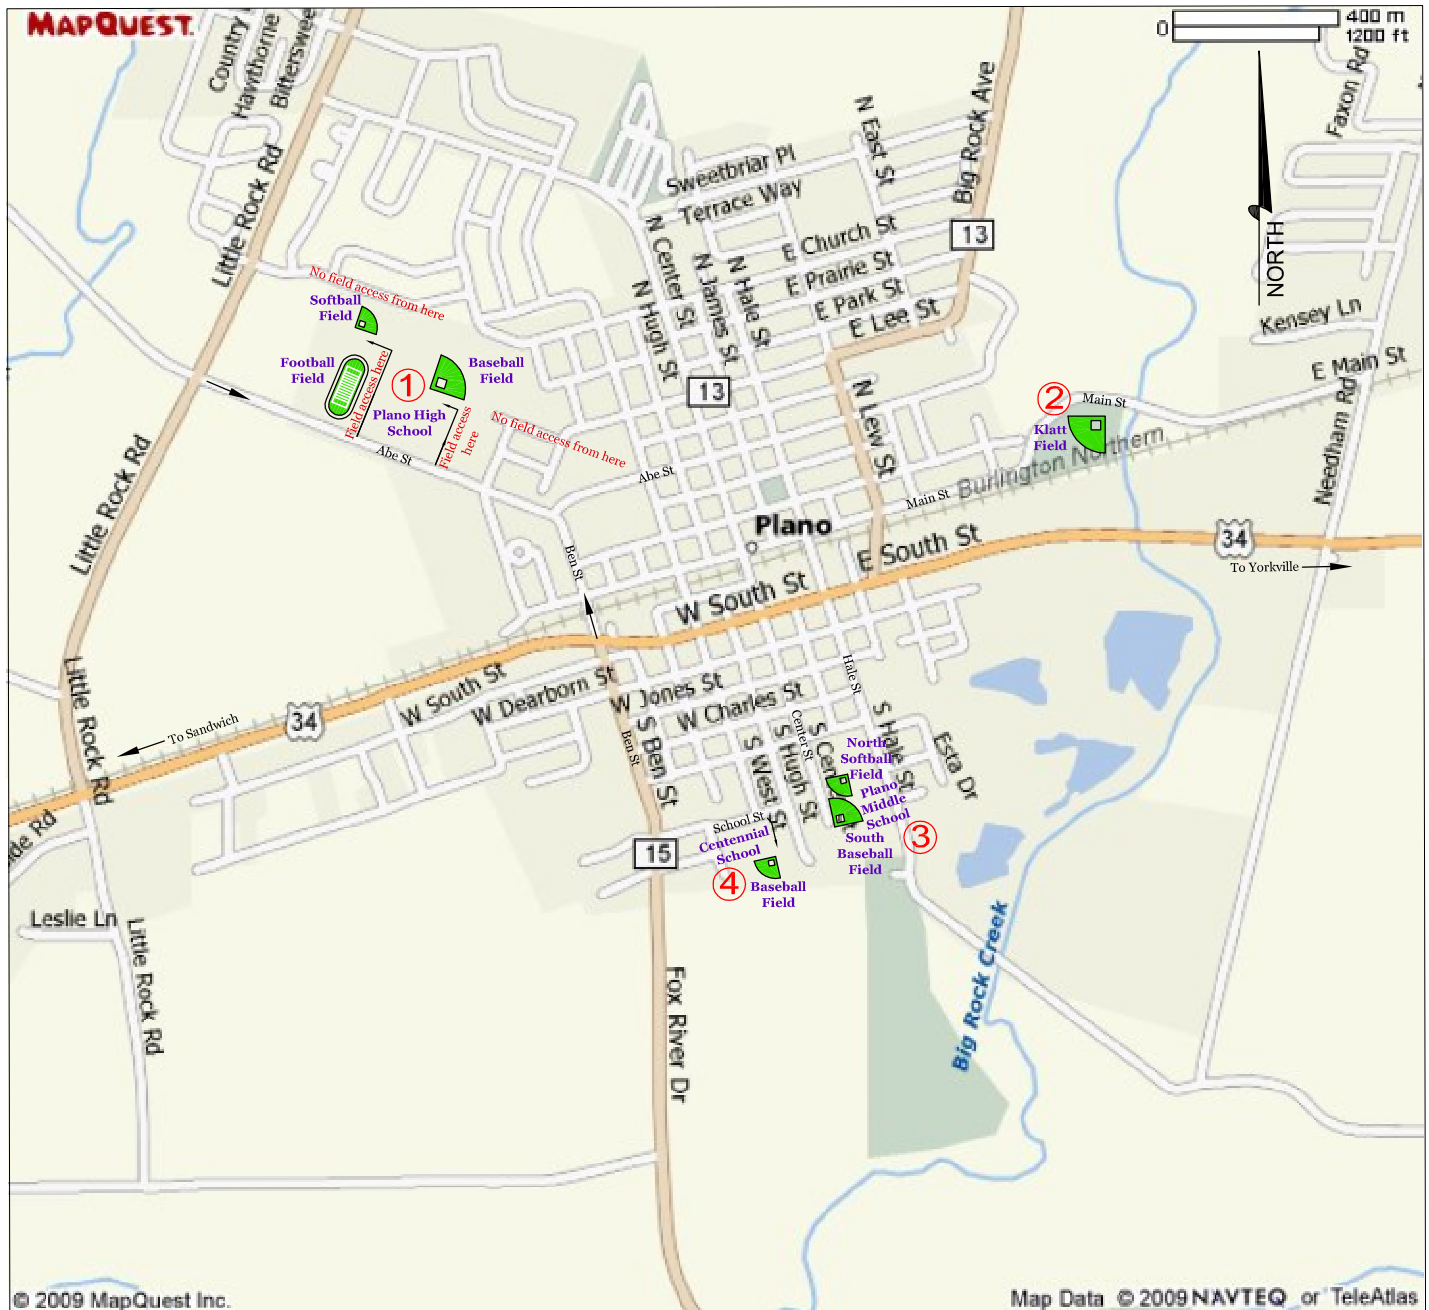 MAPQUEST.
0
400 m
1200 ft
Country
Hawthorne
Bitterswee
Little Rock Rd
Faxon Rd
N East St
Big Rock Ave
Sweetbriar Pl
Terrace Way
13
NORTH
E Church St
E Prairie St
E Park St
E Lee St
N Center St
N James St
N Hale St
N Hugh St
No field access from here
Softball
Field
Football
Field
Field access here
1
Baseball
Field
Plano High
School
Field access
here
No field access from here
Abe St
Abe St
13
N Lew St
Kensey Ln
E Main St
2
Main St
Klatt
Field
Burlington Northern
Main St
Needham Rd
Little Rock Rd
Plano
E South St
34
To Yorkville
Ben St
W South St
Little Rock Rd
W South St
W Dearborn St
W Jones St
W Charles St
Hale St
34
To Sandwich
Ben St
S Ben St
S West St
S Hugh St
Center St
S Cen
S Hale St
Esta Dr
North
Softball
Field
Plano
Middle
School
3
South
Baseball
Field
School St
Centennial
School
4
Baseball
Field
15
ide Rd
Leslie Ln
Little Rock Rd
Fox River Dr
Big Rock Creek
© 2009 MapQuest Inc.
Map Data © 2009 NAVTEQ or TeleAtlas